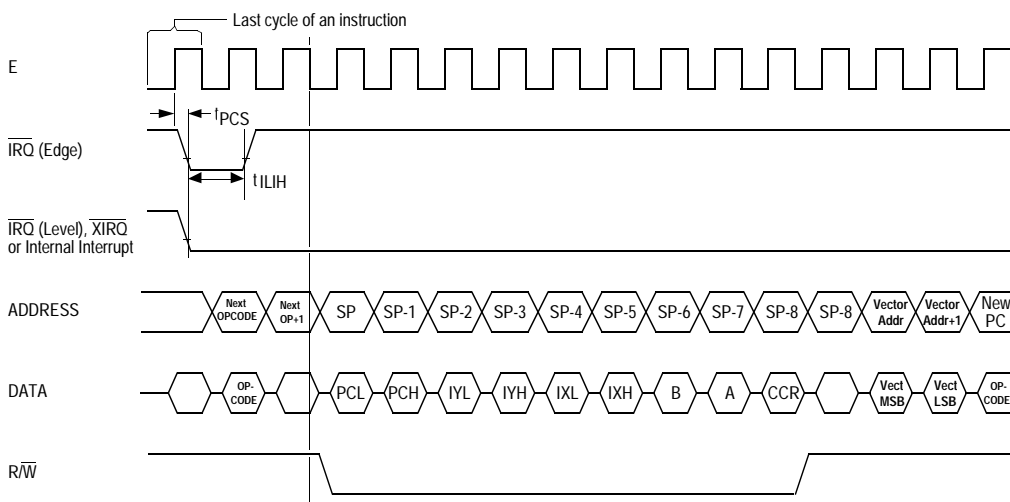 Last cycle of an instruction
E
tPCS
IRQ (Edge)
tILIH
IRQ (Level), XIRQ
or Internal Interrupt
ADDRESS
Next OPCODE
Next OP+1
SP
SP-1
SP-2
SP-3
SP-4
SP-5
SP-6
SP-7
SP-8
SP-8
Vector Addr
Vector Addr+1
New PC
DATA
OP-CODE
PCL
PCH
IYL
IYH
IXL
IXH
B
A
CCR
Vect MSB
Vect LSB
OP-CODE
R/W